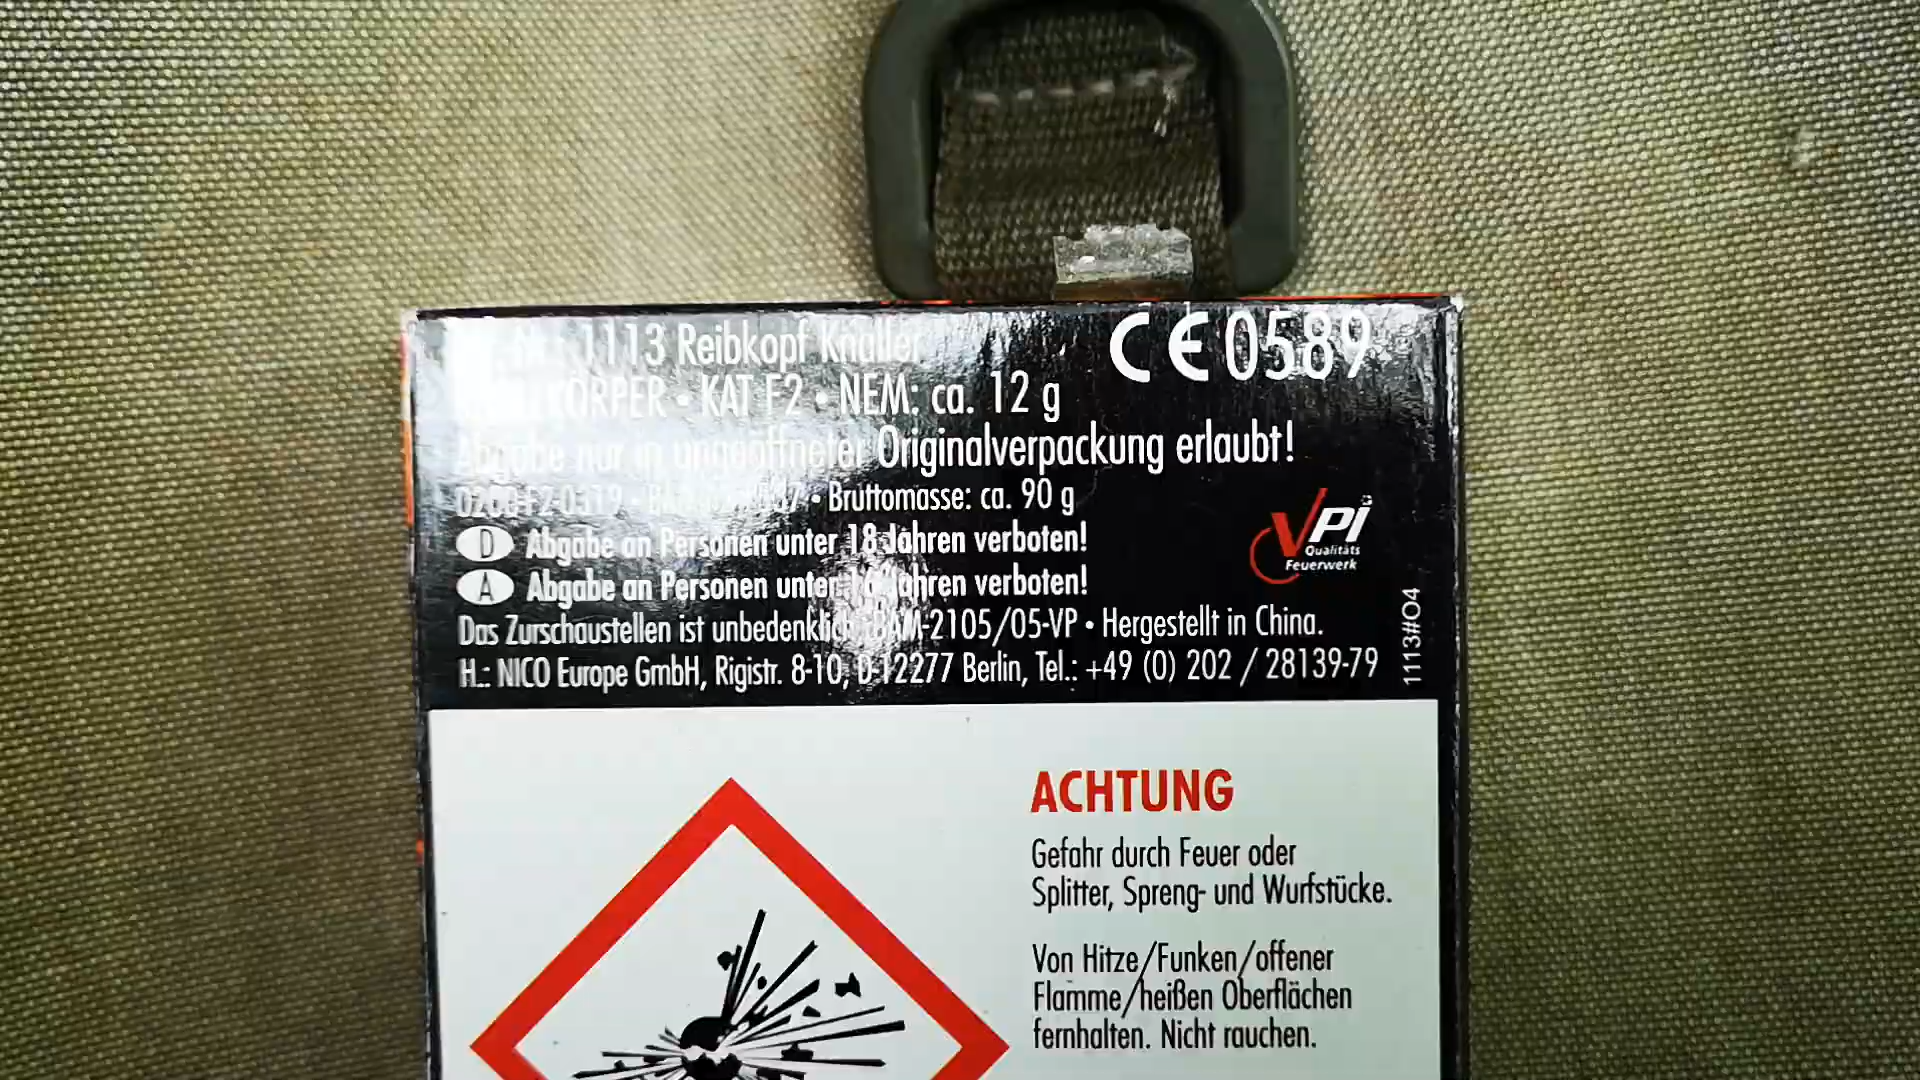 1113 Reibkopf Knaller
CE0589
KÖRPER • KAT F2 • NEM: ca. 12 g
Abgabe nur in ungeöffneter Originalverpackung erlaubt!
Bruttomasse: ca. 90 g
VPi
Qualitäts
Feuerwerk
D Abgabe an Personen unter 18 Jahren verboten!
A Abgabe an Personen unter 16 Jahren verboten!
Das Zurschaustellen ist unbedenklich. BAM-2105/05-VP • Hergestellt in China.
H.: NICO Europe GmbH, Rigistr. 8-10, D-12277 Berlin, Tel.: +49 (0) 202 / 28139-79
1113#04
ACHTUNG
Gefahr durch Feuer oder
Splitter, Spreng- und Wurfstücke.
Von Hitze/Funken/offener
Flamme/heißen Oberflächen
fernhalten. Nicht rauchen.